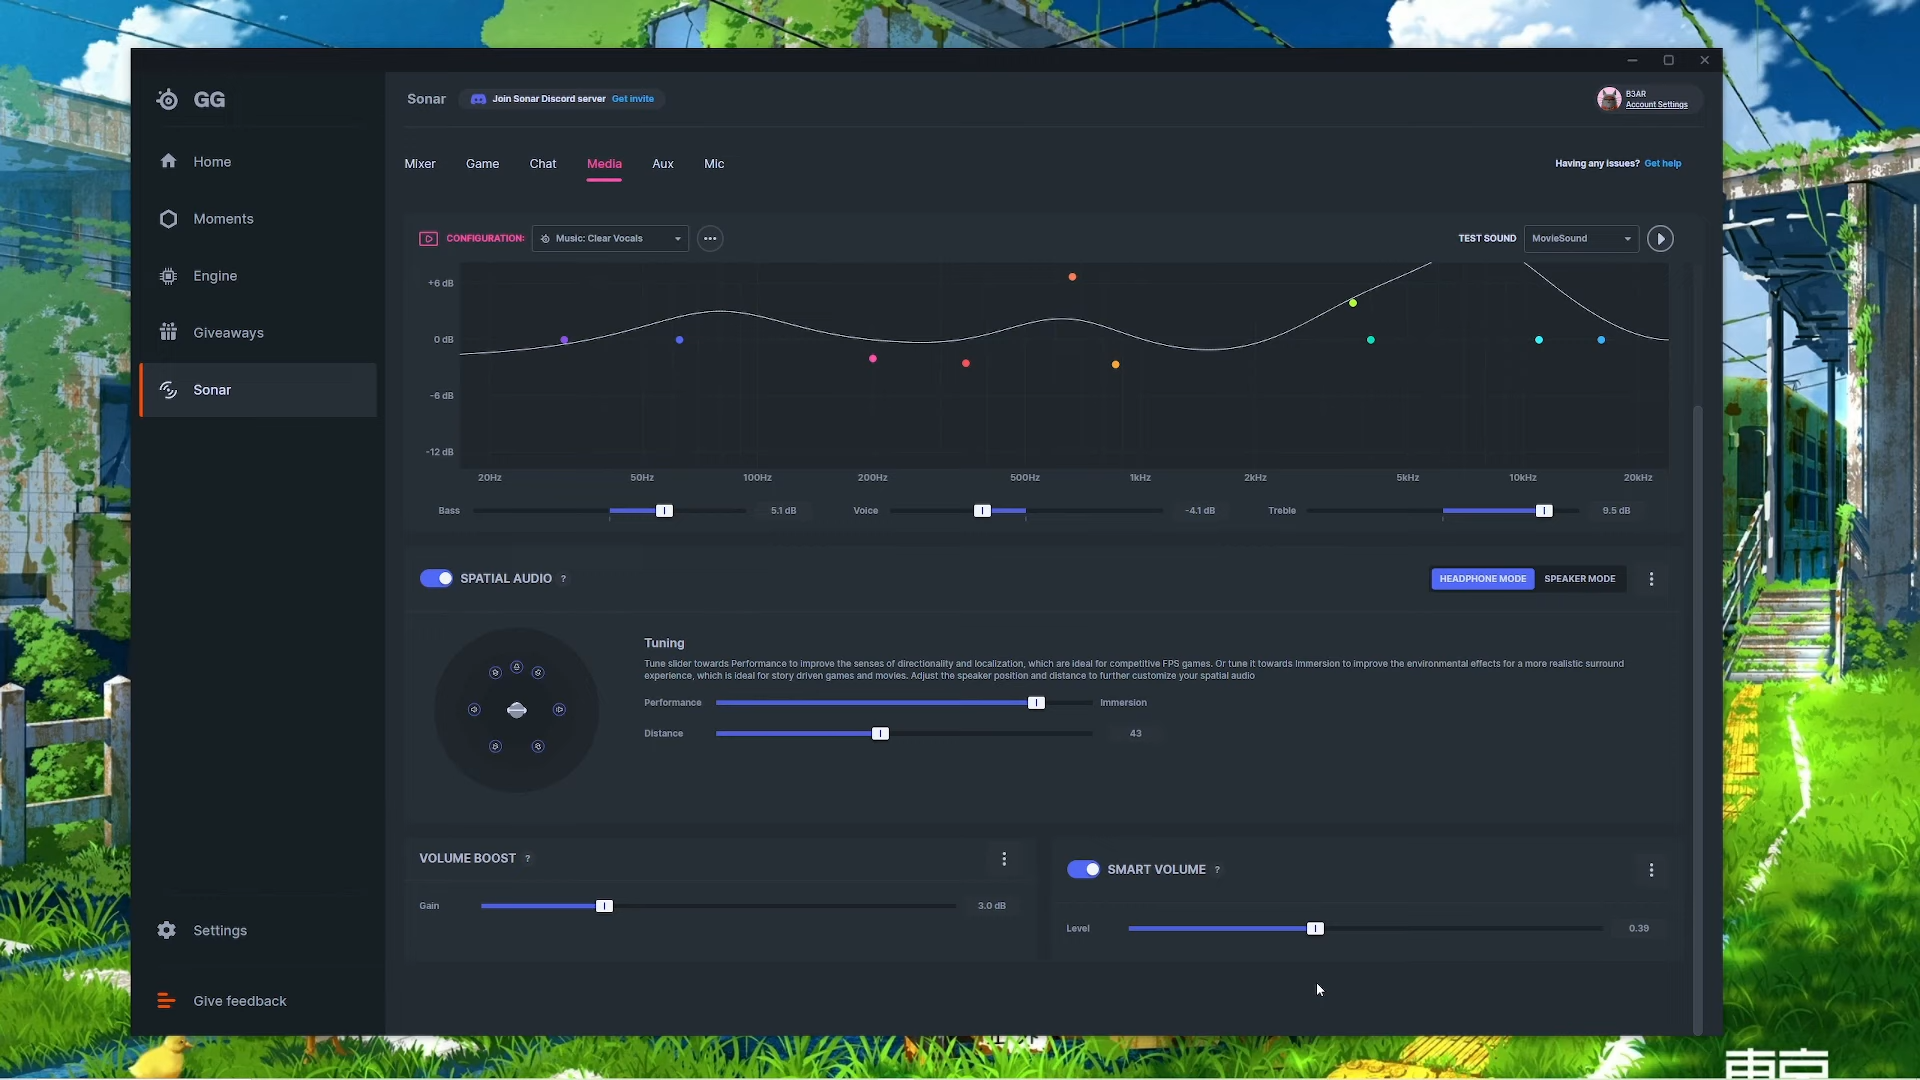 GG
Sonar
Join Sonar Discord server Get invite
B3AR
Account Settings
Home
Moments
Engine
Giveaways
Sonar
Settings
Give feedback
Mixer Game Chat Media Aux Mic
Having any issues? Get help
CONFIGURATION: Music: Clear Vocals
TEST SOUND MovieSound
+6 dB
0 dB
-6 dB
-12 dB
20Hz 50Hz 100Hz 200Hz 500Hz 1kHz 2kHz 5kHz 10kHz 20kHz
Bass 5.1 dB Voice -4.1 dB Treble 9.5 dB
SPATIAL AUDIO ?
HEADPHONE MODE SPEAKER MODE
Tuning
Tune slider towards Performance to improve the senses of directionality and localization, which are ideal for competitive FPS games. Or tune it towards Immersion to improve the environmental effects for a more realistic surround
experience, which is ideal for story driven games and movies. Adjust the speaker position and distance to further customize your spatial audio
Performance Immersion
Distance 43
VOLUME BOOST ?
Gain 3.0 dB
SMART VOLUME ?
Level 0.39
東京